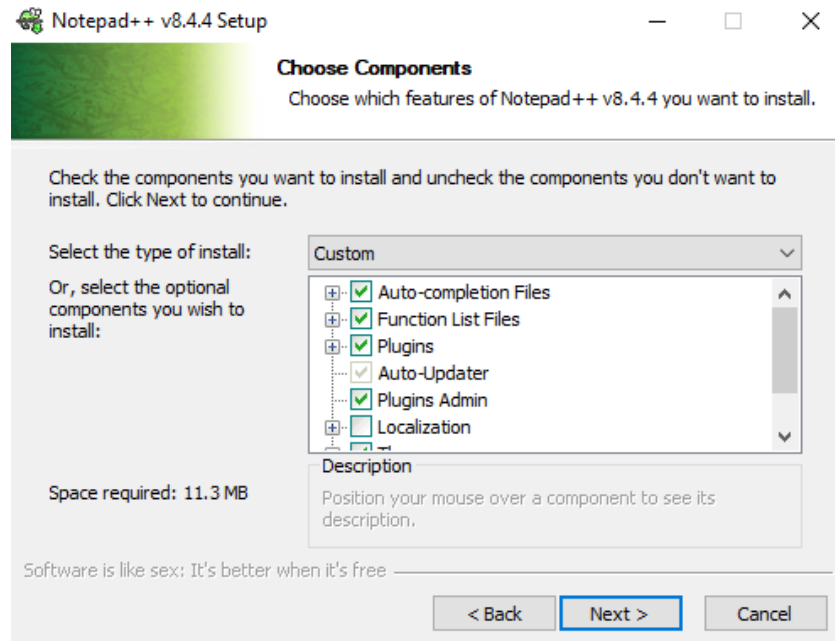 Notepad++ v8.4.4 Setup
Choose Components
Choose which features of Notepad++ v8.4.4 you want to install.
Check the components you want to install and uncheck the components you don't want to
install. Click Next to continue.
Select the type of install:
Custom
Or, select the optional
components you wish to
install:
Auto-completion Files
Function List Files
Plugins
Auto-Updater
Plugins Admin
Localization
Description
Space required: 11.3 MB
Position your mouse over a component to see its
description.
Software is like sex: It's better when it's free
< Back
Next >
Cancel